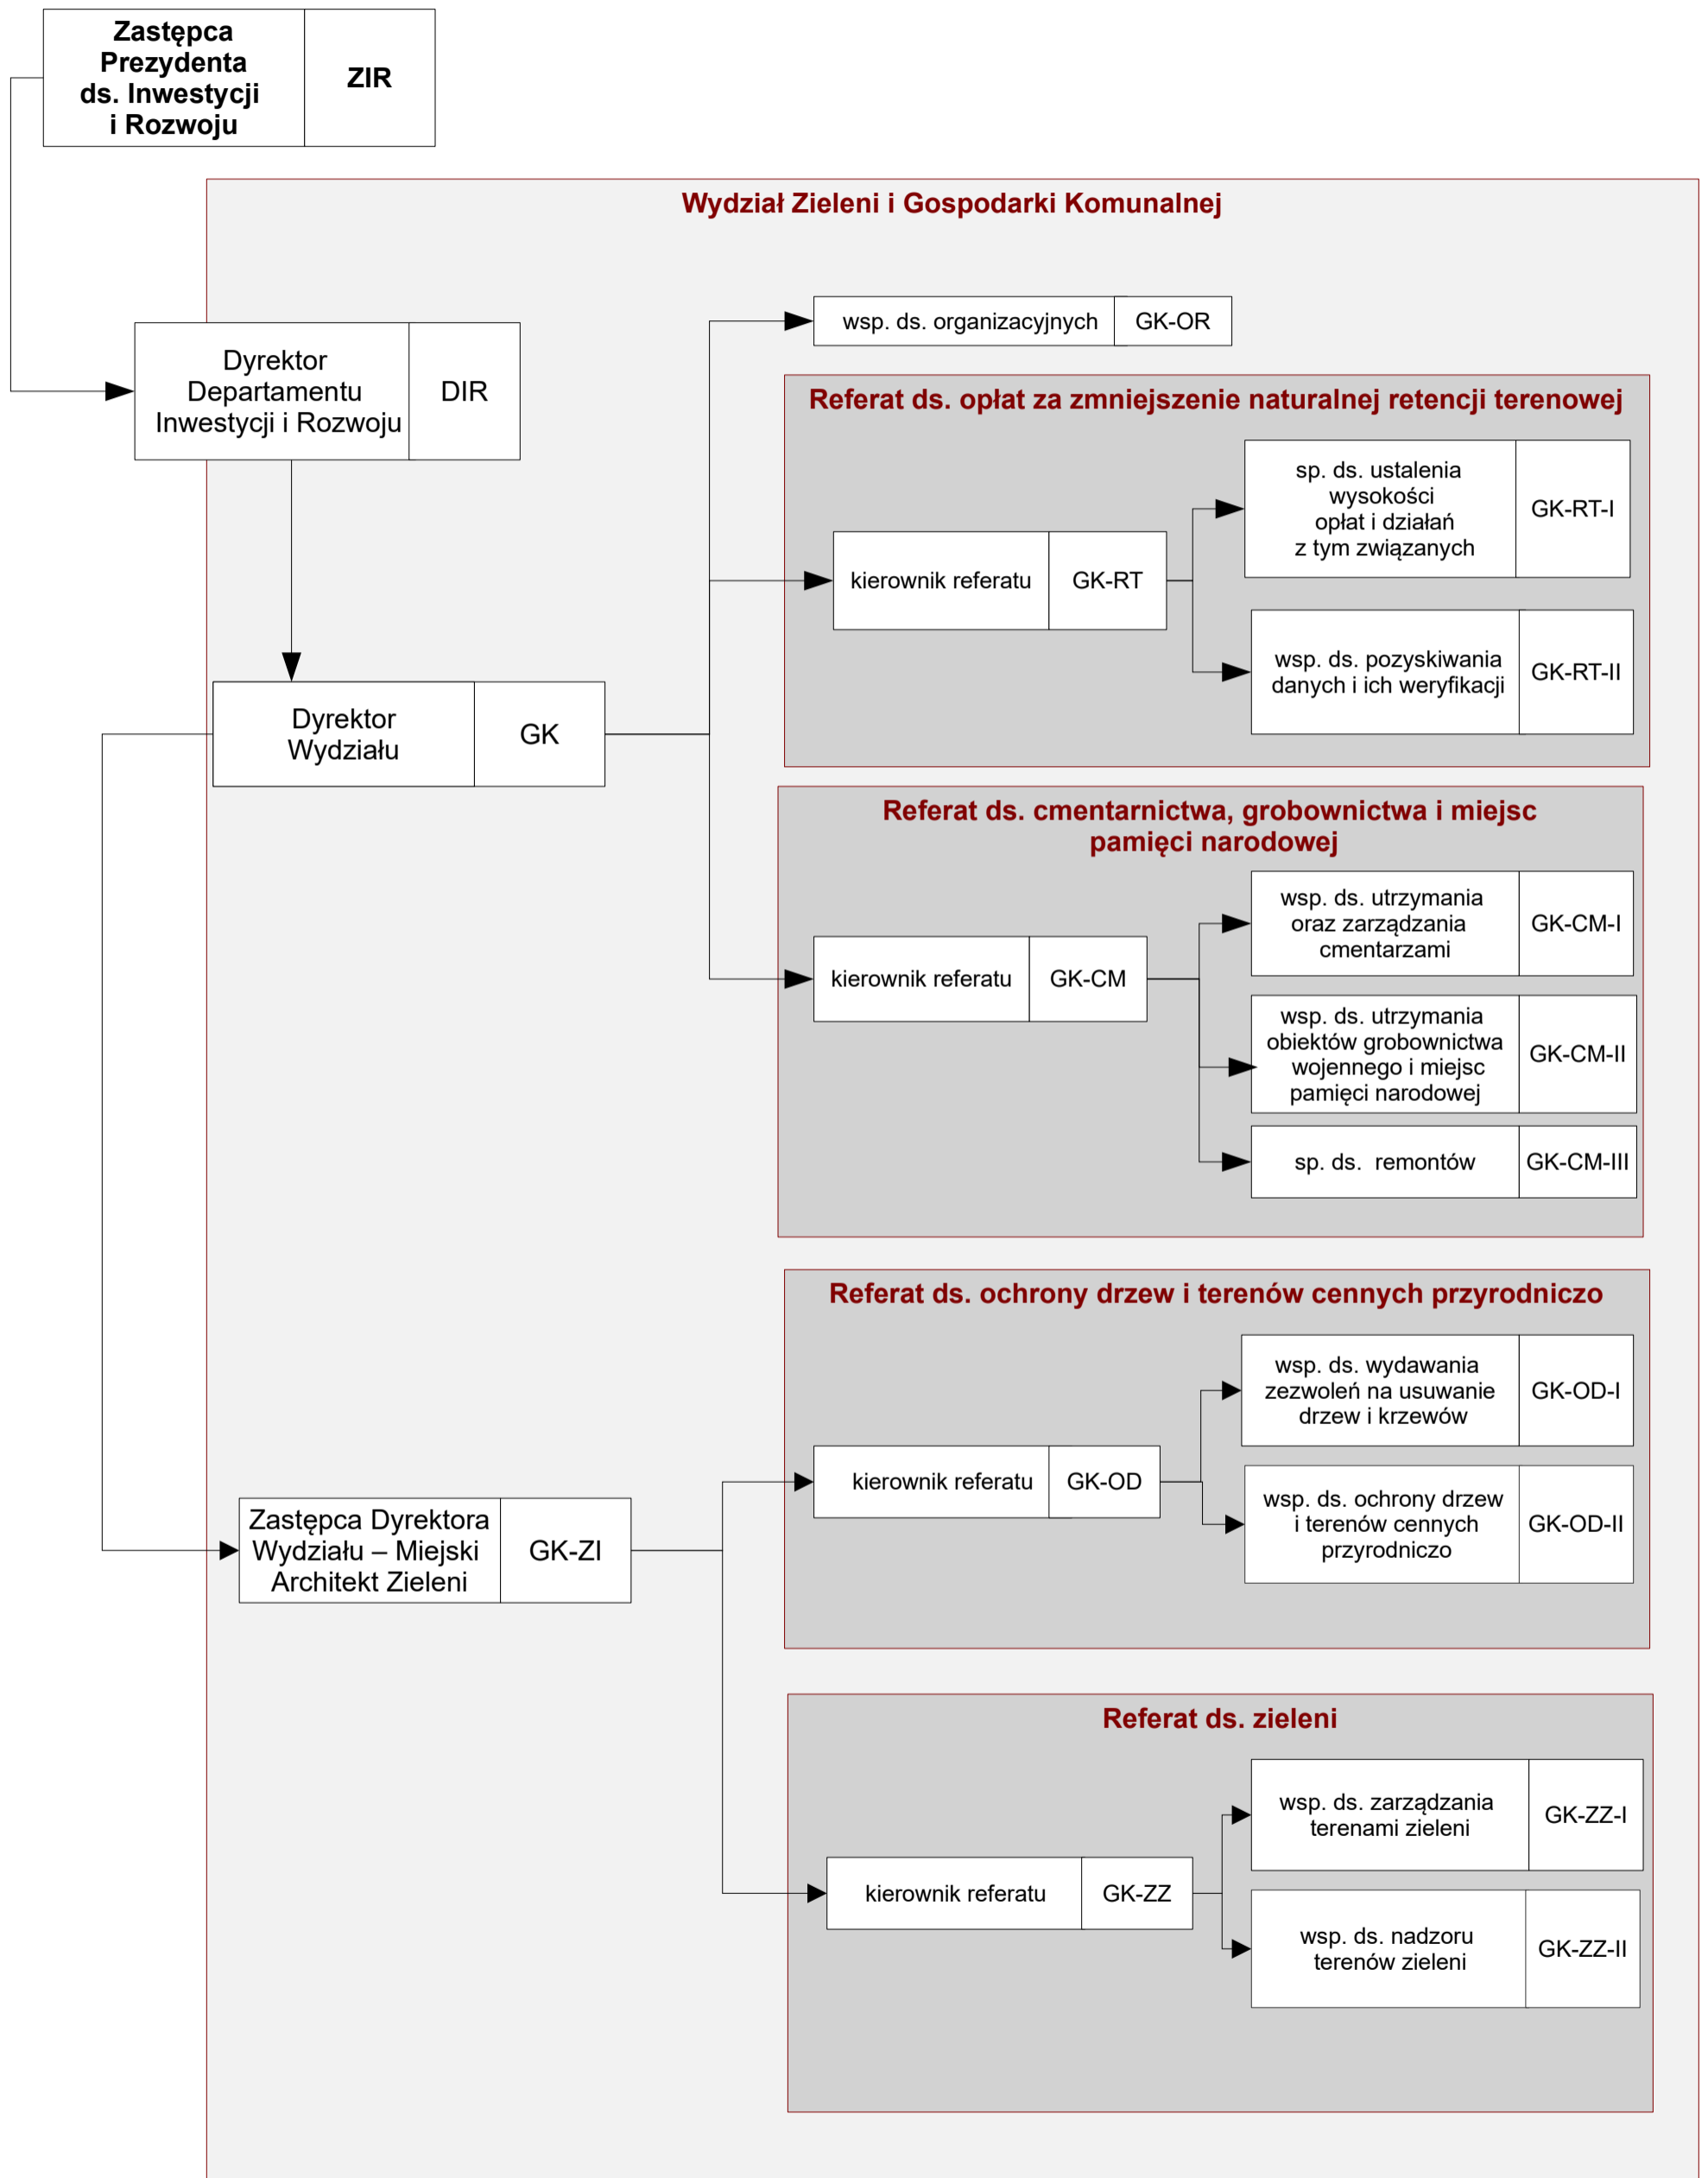 Zastępca
Prezydenta
ds. Inwestycji
i Rozwoju
ZIR
Wydział Zieleni i Gospodarki Komunalnej
Dyrektor
Departamentu
Inwestycji i Rozwoju
DIR
wsp. ds. organizacyjnych
GK-OR
Referat ds. opłat za zmniejszenie naturalnej retencji terenowej
kierownik referatu
GK-RT
sp. ds. ustalenia
wysokości
opłat i działań
z tym związanych
GK-RT-I
wsp. ds. pozyskiwania
danych i ich weryfikacji
GK-RT-II
Dyrektor
Wydziału
GK
Referat ds. cmentarnictwa, grobownictwa i miejsc
pamięci narodowej
kierownik referatu
GK-CM
wsp. ds. utrzymania
oraz zarządzania
cmentarzami
GK-CM-I
wsp. ds. utrzymania
obiektów grobownictwa
wojennego i miejsc
pamięci narodowej
GK-CM-II
sp. ds. remontów
GK-CM-III
Referat ds. ochrony drzew i terenów cennych przyrodniczo
kierownik referatu
GK-OD
wsp. ds. wydawania
zezwoleń na usuwanie
drzew i krzewów
GK-OD-I
wsp. ds. ochrony drzew
i terenów cennych
przyrodniczo
GK-OD-II
Zastępca Dyrektora
Wydziału – Miejski
Architekt Zieleni
GK-ZI
Referat ds. zieleni
kierownik referatu
GK-ZZ
wsp. ds. zarządzania
terenami zieleni
GK-ZZ-I
wsp. ds. nadzoru
terenów zieleni
GK-ZZ-II